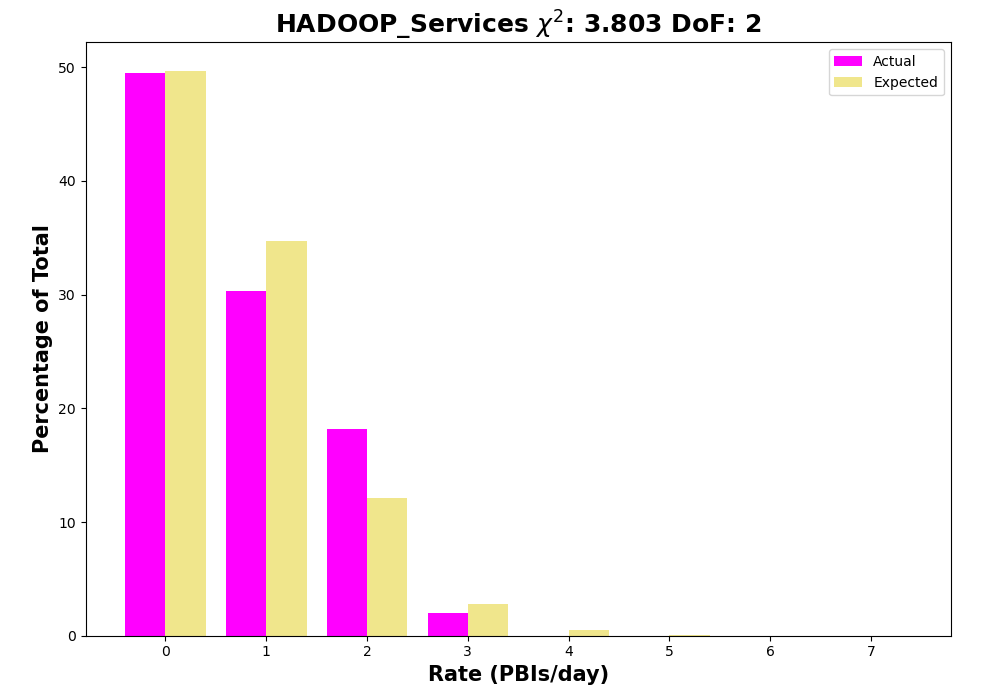 HADOOP_Services χ²: 3.803 DoF: 2
Actual
Expected
Percentage of Total
50
40
30
20
10
0
0 1 2 3 4 5 6 7
Rate (PBIs/day)